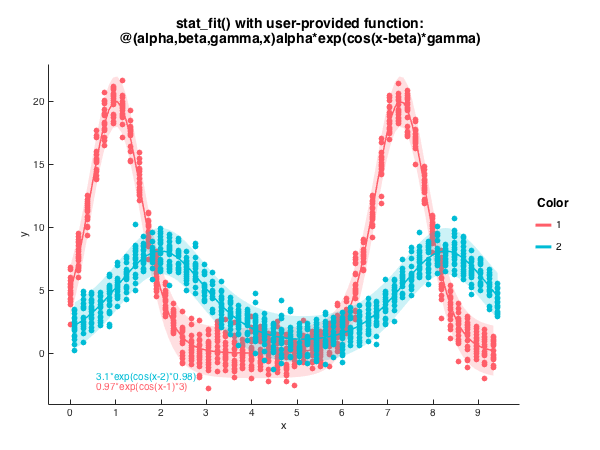 stat_fit() with user-provided function:
@(alpha,beta,gamma,x)alpha*exp(cos(x-beta)*gamma)
y
20
15
10
5
0
3.1*exp(cos(x-2)*0.98)
0.97*exp(cos(x-1)*3)
0 1 2 3 4 5 6 7 8 9
x
Color
1
2